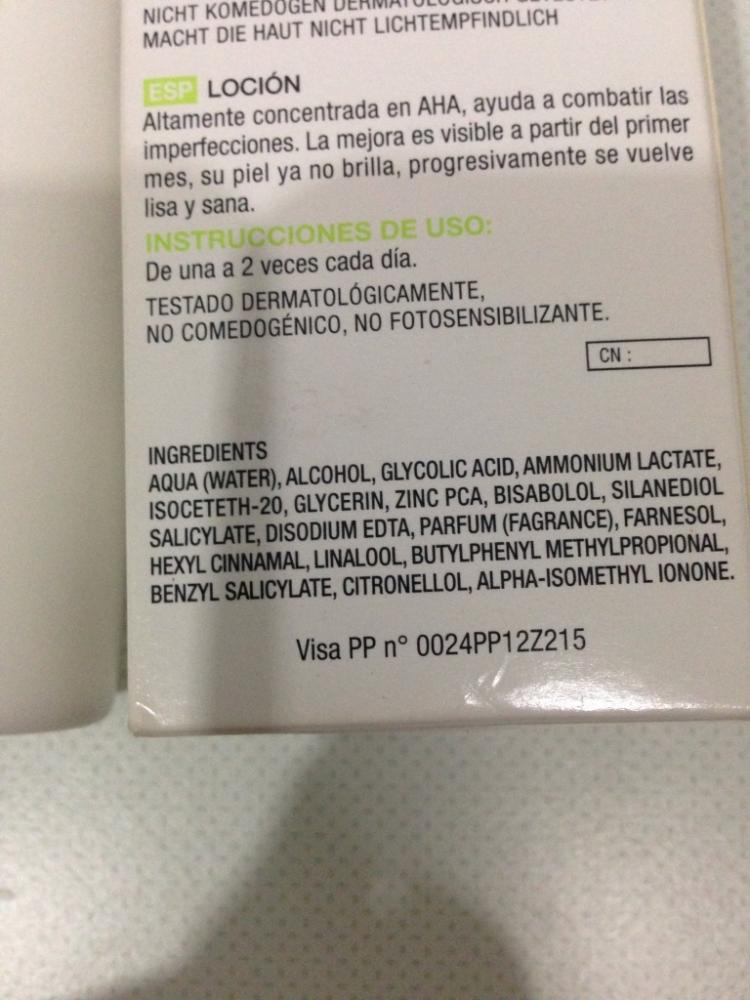 NICHT KOMEDOGEN DERMATOLOGISCH
MACHT DIE HAUT NICHT LICHTEMPFINDLICH
ESP LOCIÓN
Altamente concentrada en AHA, ayuda a combatir las
imperfecciones. La mejora es visible a partir del primer
mes, su piel ya no brilla, progresivamente se vuelve
lisa y sana.
INSTRUCCIONES DE USO:
De una a 2 veces cada día.
TESTADO DERMATOLÓGICAMENTE,
NO COMEDOGÉNICO, NO FOTOSENSIBILIZANTE.
CN :
INGREDIENTS
AQUA (WATER), ALCOHOL, GLYCOLIC ACID, AMMONIUM LACTATE,
ISOCETETH-20, GLYCERIN, ZINC PCA, BISABOLOL, SILANEDIOL
SALICYLATE, DISODIUM EDTA, PARFUM (FAGRANCE), FARNESOL,
HEXYL CINNAMAL, LINALOOL, BUTYLPHENYL METHYLPROPIONAL,
BENZYL SALICYLATE, CITRONELLOL, ALPHA-ISOMETHYL IONONE.
Visa PP n° 0024PP12Z215